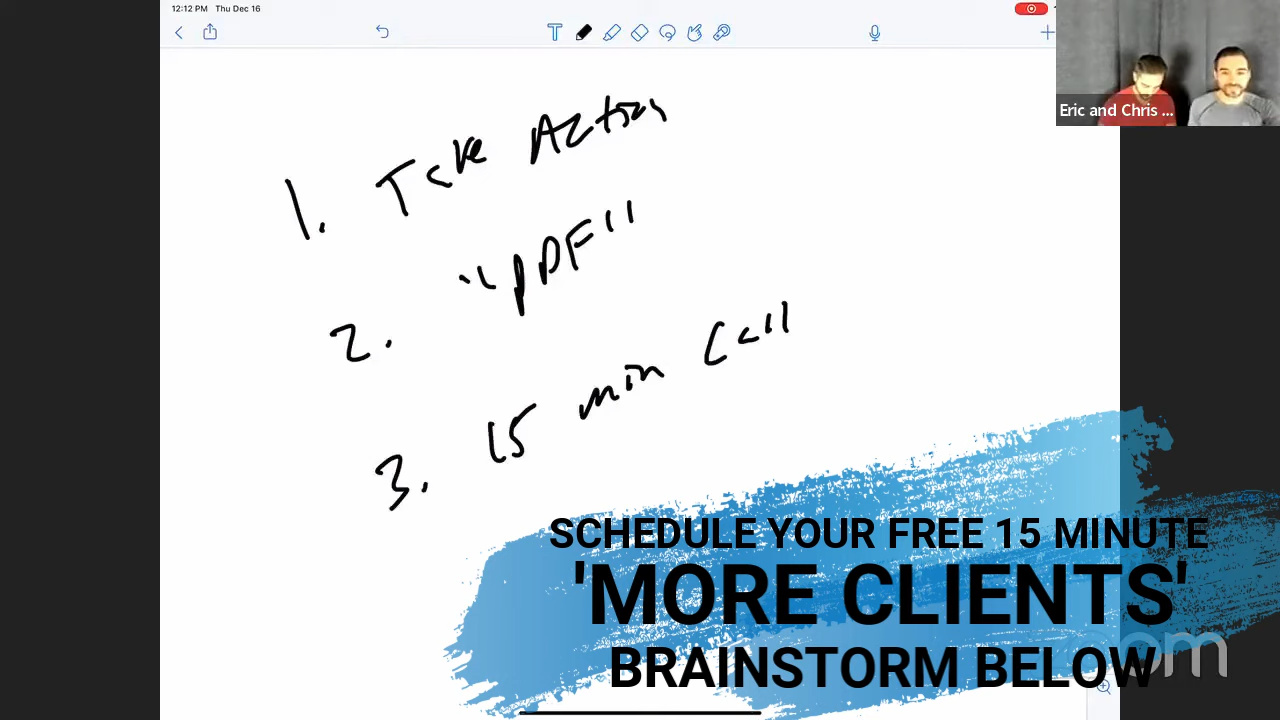 12:12 PM Thu Dec 16
T
Eric and Chris ...
1. Take Action
2. "PDF"
3. 15 min Call
SCHEDULE YOUR FREE 15 MINUTE
'MORE CLIENTS'
BRAINSTORM BELOW
om